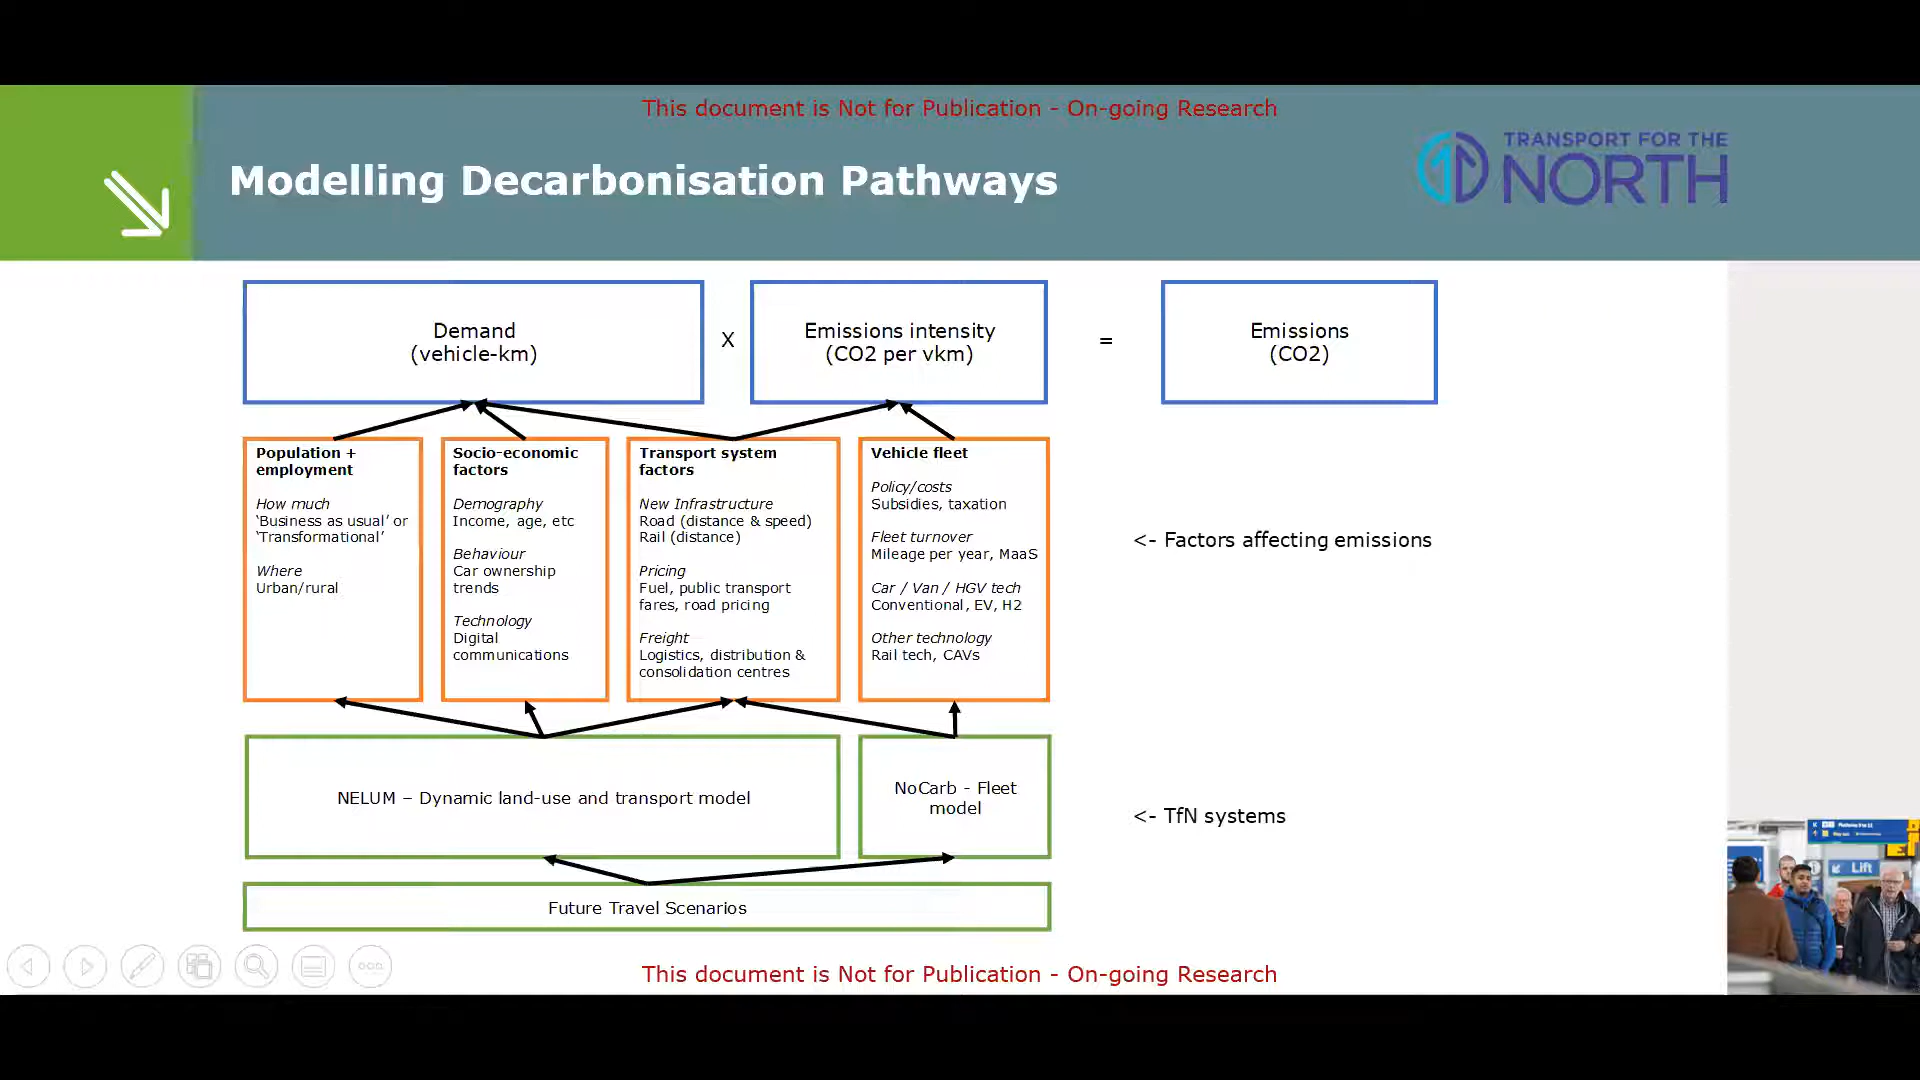 This document is Not for Publication - On-going Research
Modelling Decarbonisation Pathways
TRANSPORT FOR THE
NORTH
Demand
(vehicle-km)
X
Emissions intensity
(CO2 per vkm)
=
Emissions
(CO2)
Population +
employment
How much
‘Business as usual’ or
‘Transformational’
Where
Urban/rural
Socio-economic
factors
Demography
Income, age, etc
Behaviour
Car ownership
trends
Technology
Digital
communications
Transport system
factors
New Infrastructure
Road (distance & speed)
Rail (distance)
Pricing
Fuel, public transport
fares, road pricing
Freight
Logistics, distribution &
consolidation centres
Vehicle fleet
Policy/costs
Subsidies, taxation
Fleet turnover
Mileage per year, MaaS
Car / Van / HGV tech
Conventional, EV, H2
Other technology
Rail tech, CAVs
<- Factors affecting emissions
NELUM – Dynamic land-use and transport model
NoCarb - Fleet
model
<- TfN systems
Future Travel Scenarios
Lift
This document is Not for Publication - On-going Research